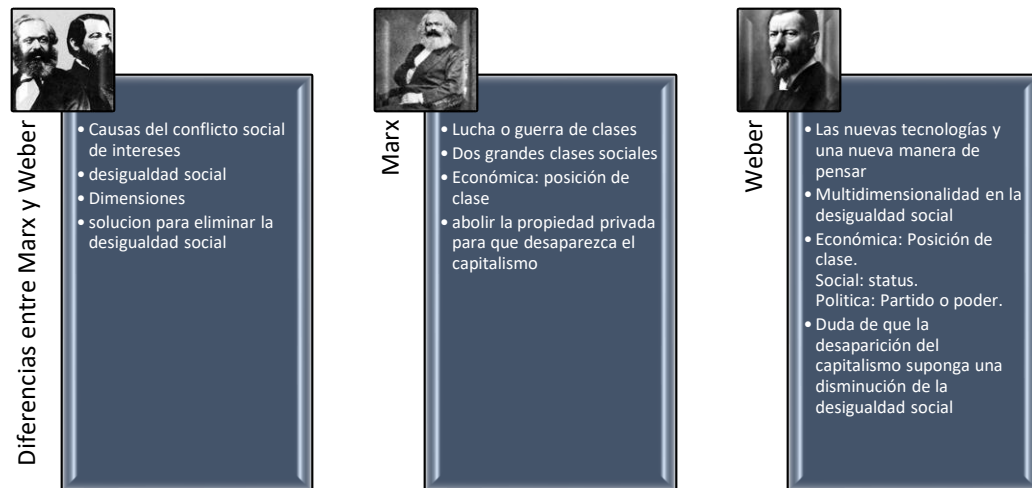 Diferencias entre Marx y Weber
• Causas del conflicto social
de intereses
• desigualdad social
• Dimensiones
• solucion para eliminar la
desigualdad social
Marx
• Lucha o guerra de clases
• Dos grandes clases sociales
• Económica: posición de
clase
• abolir la propiedad privada
para que desaparezca el
capitalismo
Weber
• Las nuevas tecnologías y
una nueva manera de
pensar
• Multidimensionalidad en la
desigualdad social
• Económica: Posición de
clase.
Social: status.
Politica: Partido o poder.
• Duda de que la
desaparición del
capitalismo suponga una
disminución de la
desigualdad social